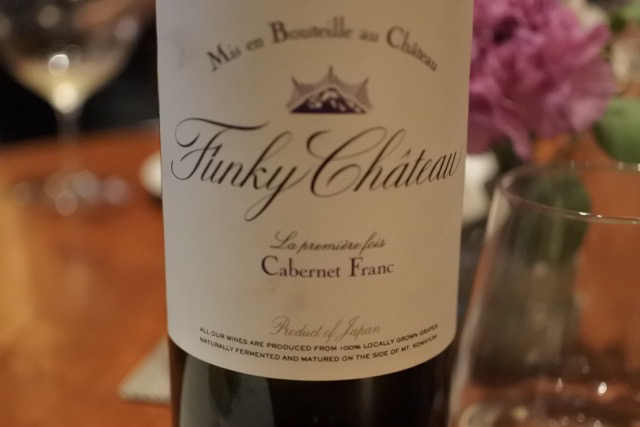 Mis en Bouteille au Château
Funky Château
La première fois
Cabernet Franc
Product of Japan
ALL OUR WINES ARE PRODUCED FROM 100% LOCALLY GROWN GRAPES,
NATURALLY FERMENTED AND MATURED ON THE SIDE OF MT. KOMAYUMI.